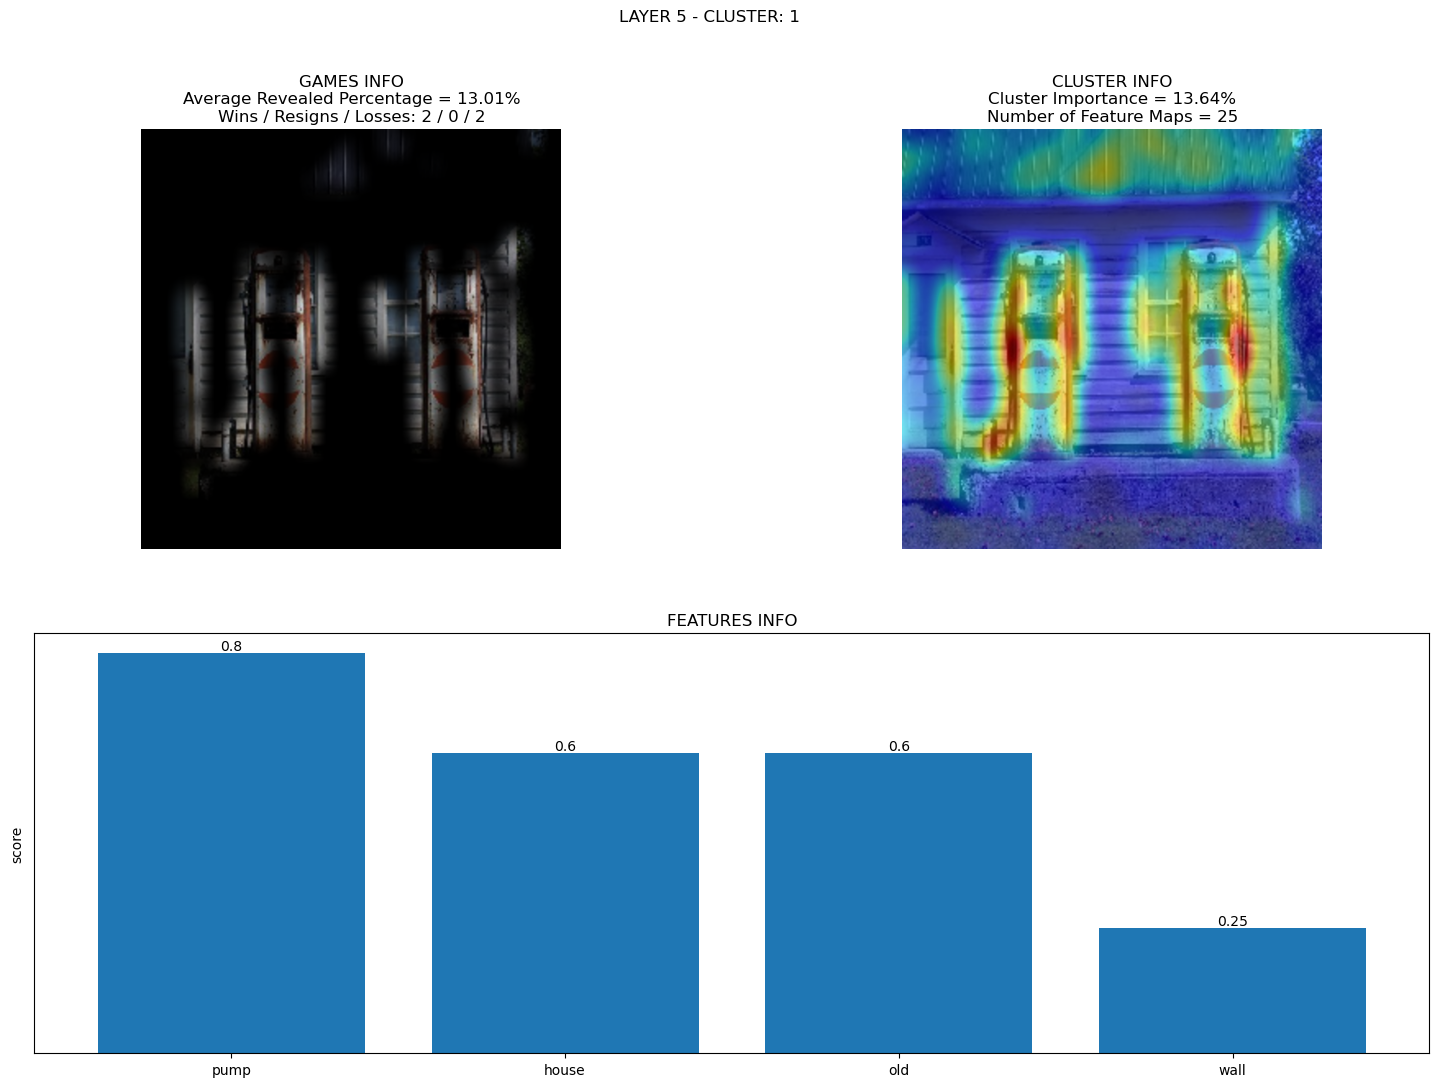 LAYER 5 - CLUSTER: 1
GAMES INFO
Average Revealed Percentage = 13.01%
Wins / Resigns / Losses: 2 / 0 / 2
CLUSTER INFO
Cluster Importance = 13.64%
Number of Feature Maps = 25
FEATURES INFO
score
0.8
0.6
0.6
0.25
pump
house
old
wall